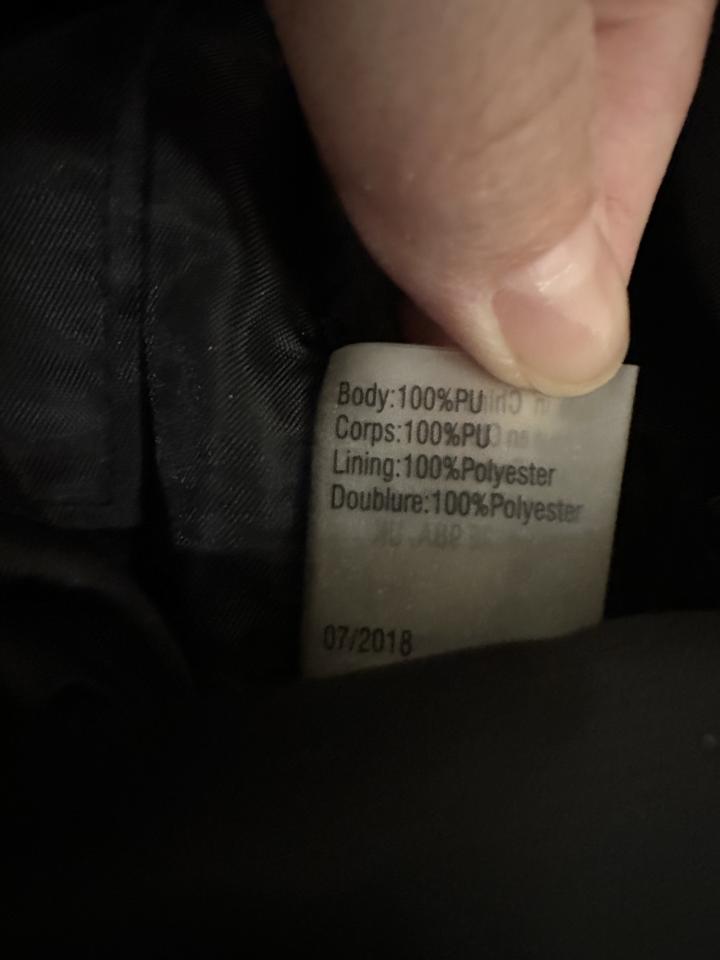 Body:100%PU
Corps:100%PU
Lining:100%Polyester
Doublure:100%Polyester
07/2018